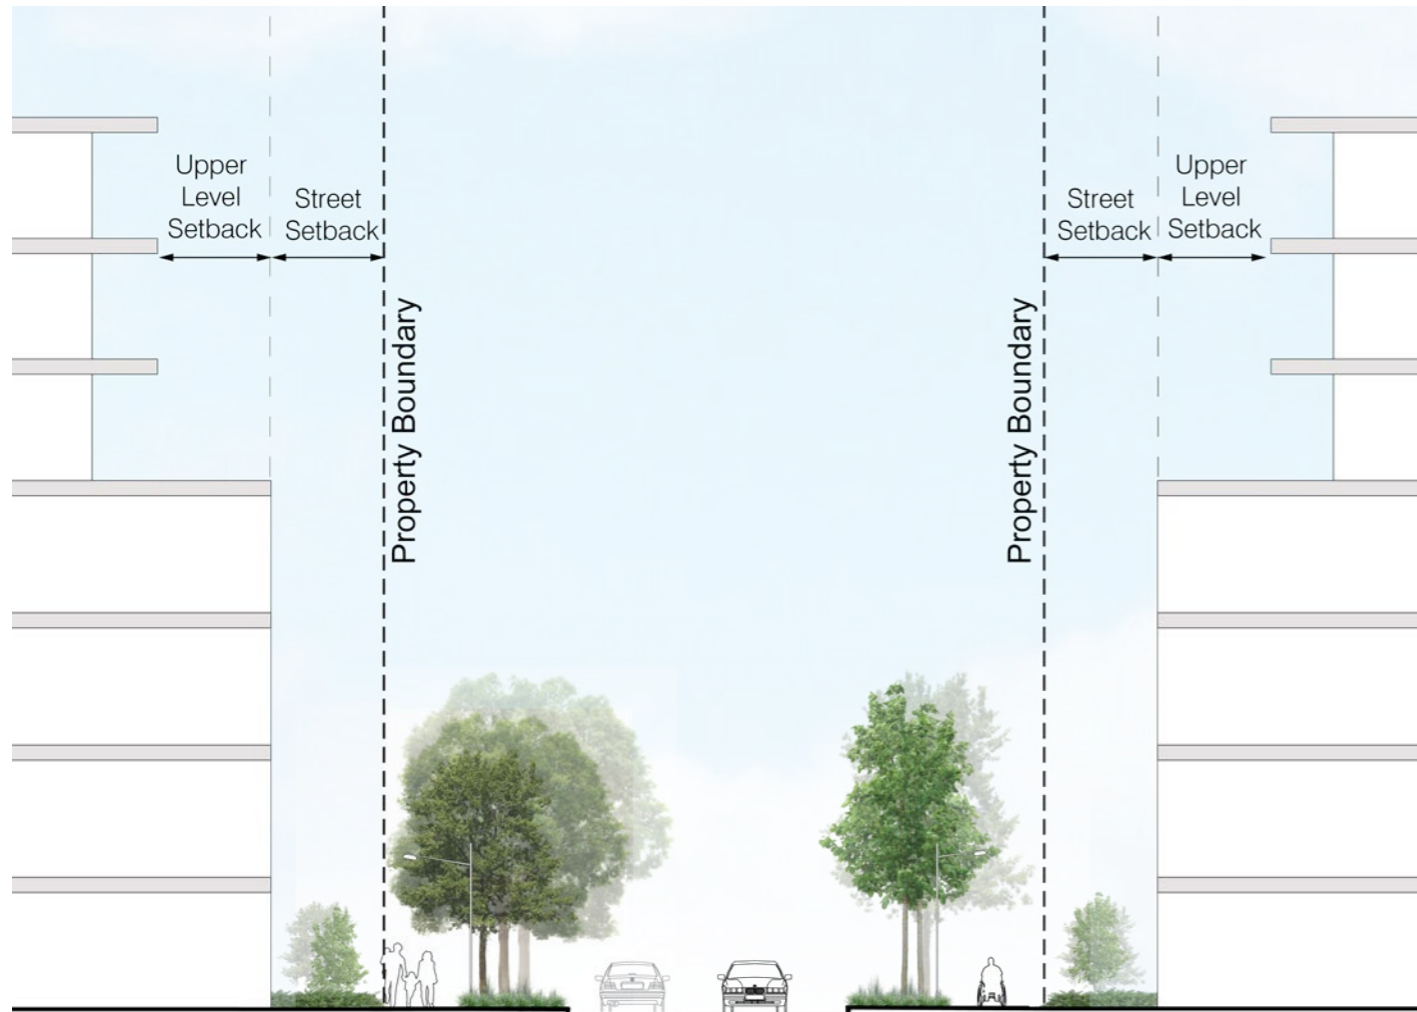 Upper
Level
Setback
Street
Setback
Street
Setback
Upper
Level
Setback
Property Boundary
Property Boundary